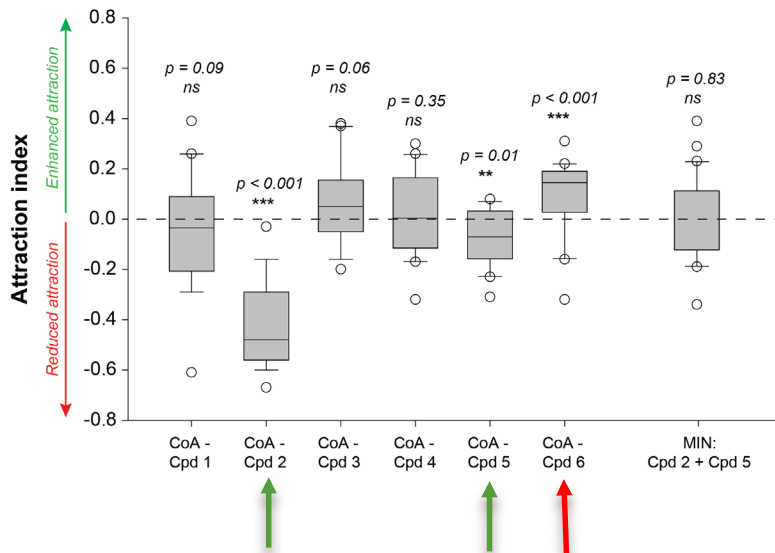 Attraction index
Enhanced attraction
Reduced attraction
0.8
0.6
0.4
0.2
0.0
-0.2
-0.4
-0.6
-0.8
p = 0.09
ns
p < 0.001
***
p = 0.06
ns
p = 0.35
ns
p = 0.01
**
p < 0.001
***
p = 0.83
ns
CoA -
Cpd 1
CoA -
Cpd 2
CoA -
Cpd 3
CoA -
Cpd 4
CoA -
Cpd 5
CoA -
Cpd 6
MIN:
Cpd 2 + Cpd 5